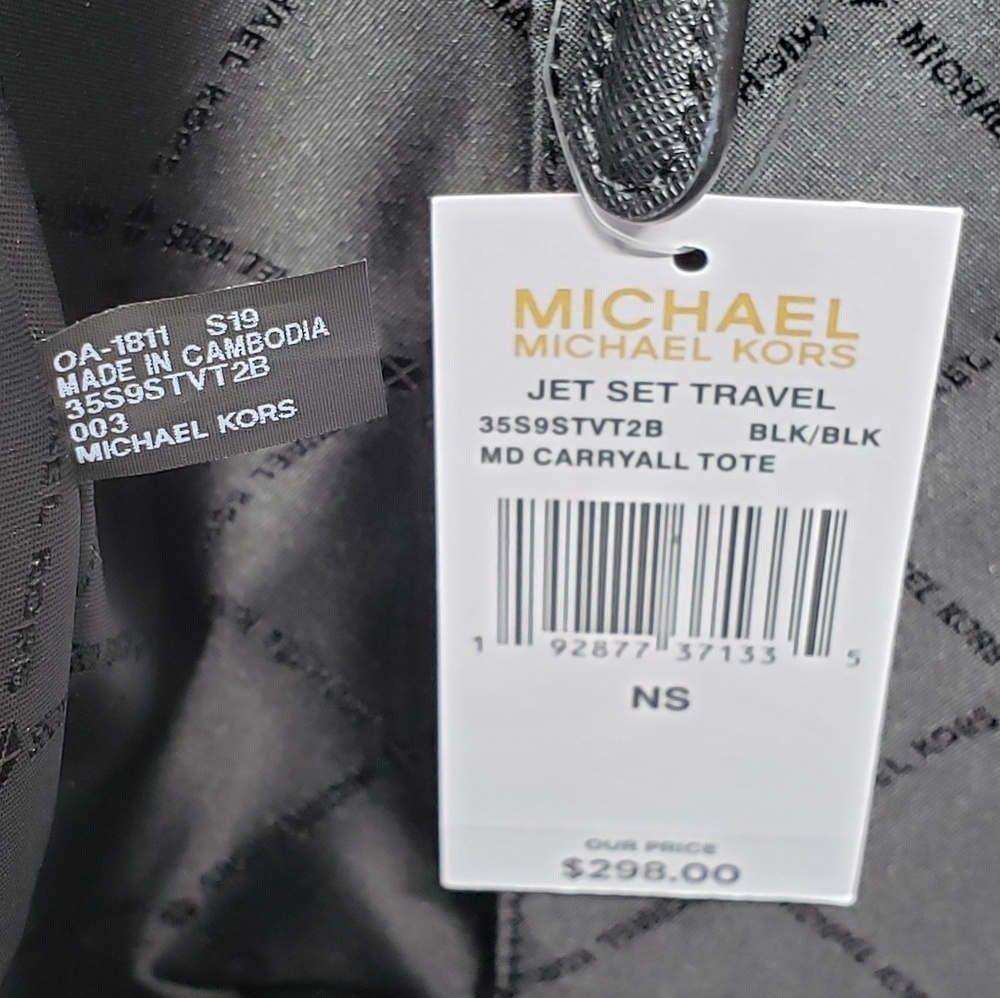 OA-1811 S19
MADE IN CAMBODIA
35S9STVT2B
003
MICHAEL KORS
MICHAEL
MICHAEL KORS
JET SET TRAVEL
35S9STVT2B BLK/BLK
MD CARRYALL TOTE
1 92877 37133 5
NS
OUR PRICE
$298.00